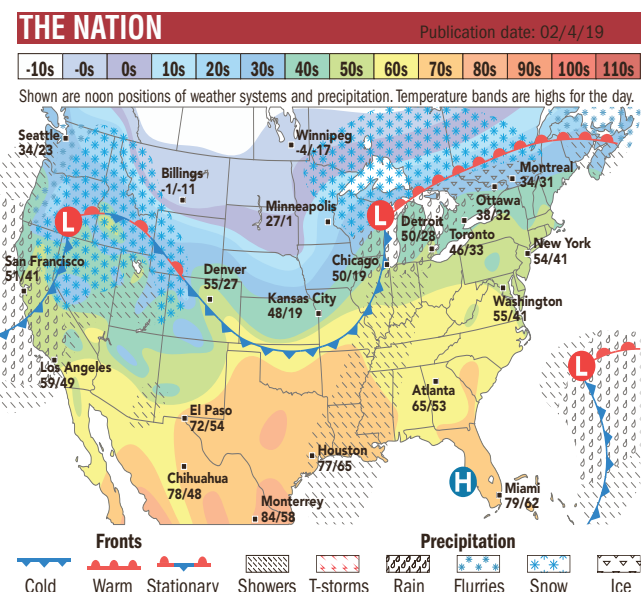 THE NATION
Publication date: 02/4/19
-10s -0s 0s 10s 20s 30s 40s 50s 60s 70s 80s 90s 100s 110s
Shown are noon positions of weather systems and precipitation. Temperature bands are highs for the day.
Seattle
34/23
Winnipeg
-4/-17
Billings
-1/-11
Montreal
34/31
Minneapolis
27/1
Ottawa
38/32
L
L
Detroit
50/28
Toronto
46/33
New York
54/41
San Francisco
51/41
Denver
55/27
Chicago
50/19
Kansas City
48/19
Washington
55/41
Los Angeles
59/49
L
Atlanta
65/53
El Paso
72/54
Houston
77/65
Chihuahua
78/48
H
Miami
79/62
Monterrey
84/58
Fronts
Precipitation
Cold Warm Stationary Showers T-storms Rain Flurries Snow Ice